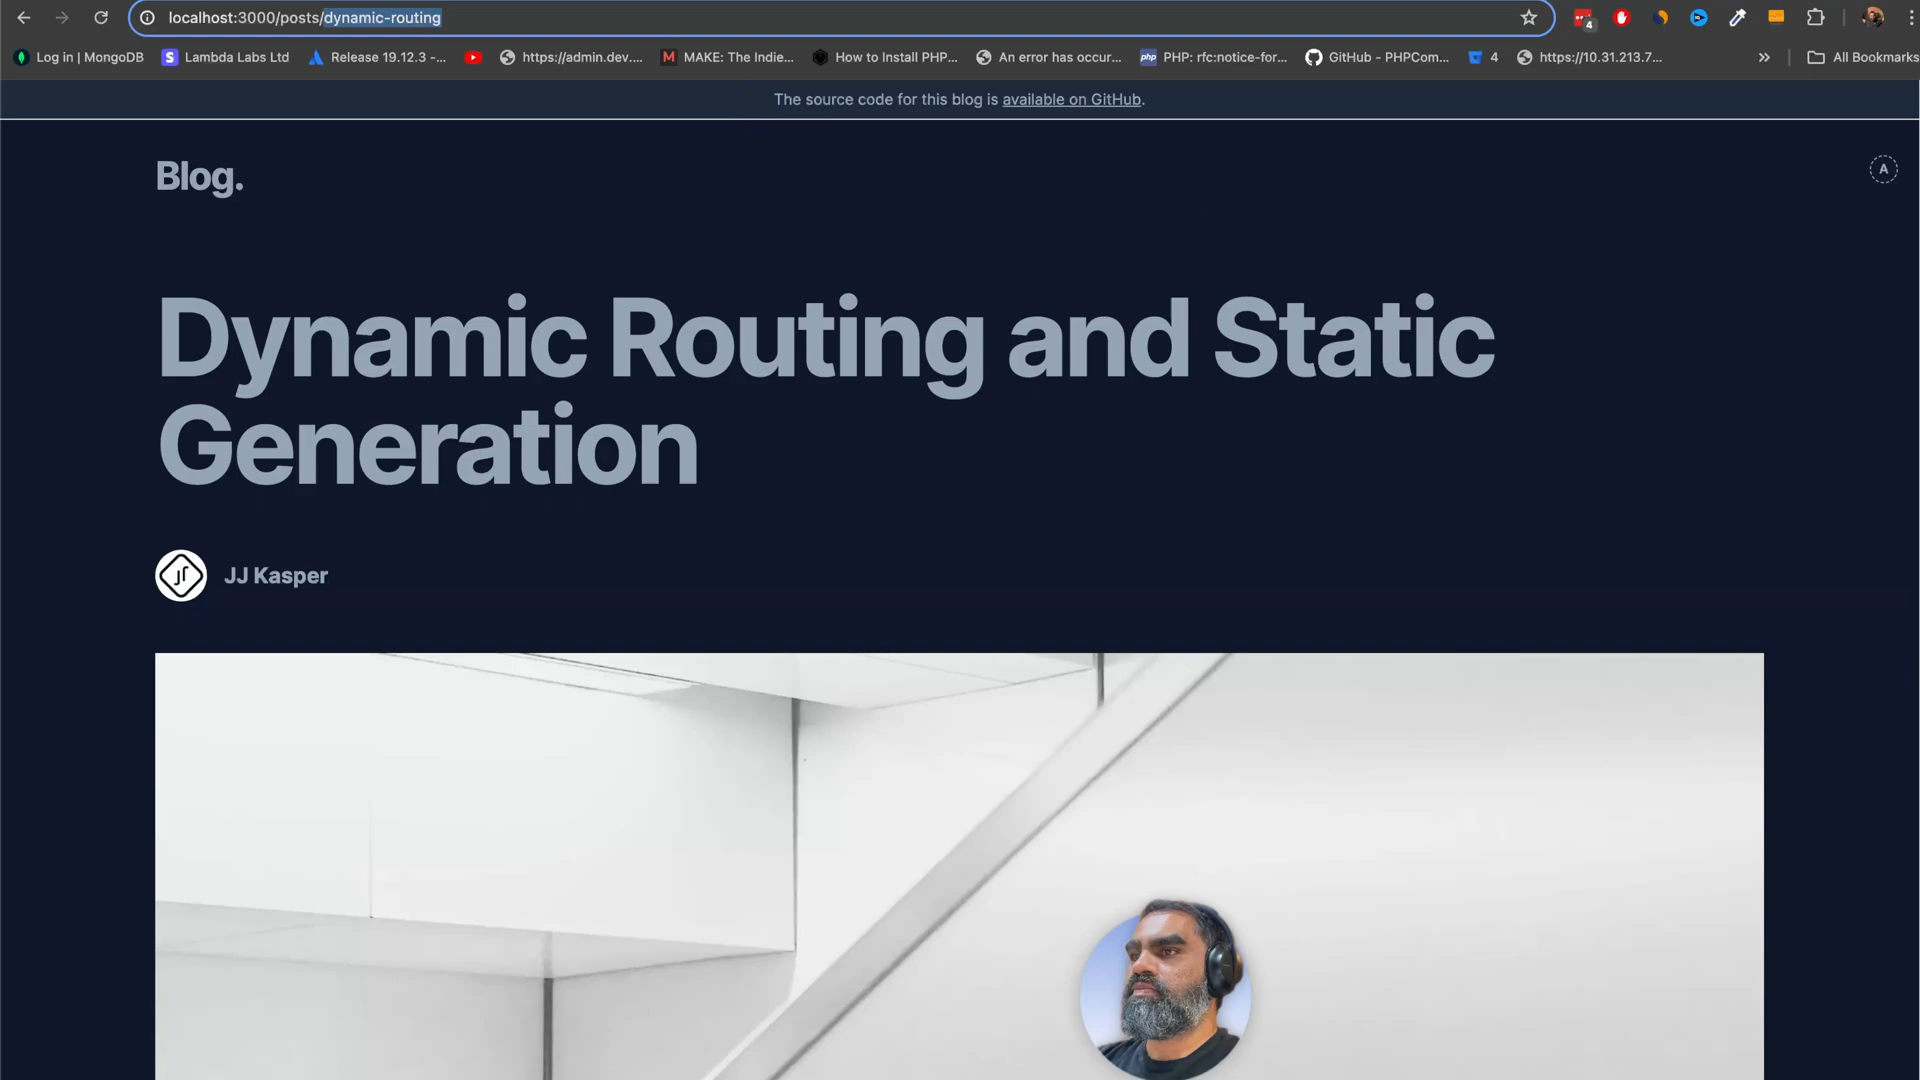 localhost:3000/posts/dynamic-routing
4
Log in | MongoDB
Lambda Labs Ltd
Release 19.12.3 -...
https://admin.dev....
M MAKE: The Indie...
How to Install PHP...
An error has occur...
php PHP: rfc:notice-for...
GitHub - PHPCom...
4
https://10.31.213.7...
All Bookmarks
The source code for this blog is available on GitHub.
Blog.
A
Dynamic Routing and Static
Generation
JJ Kasper